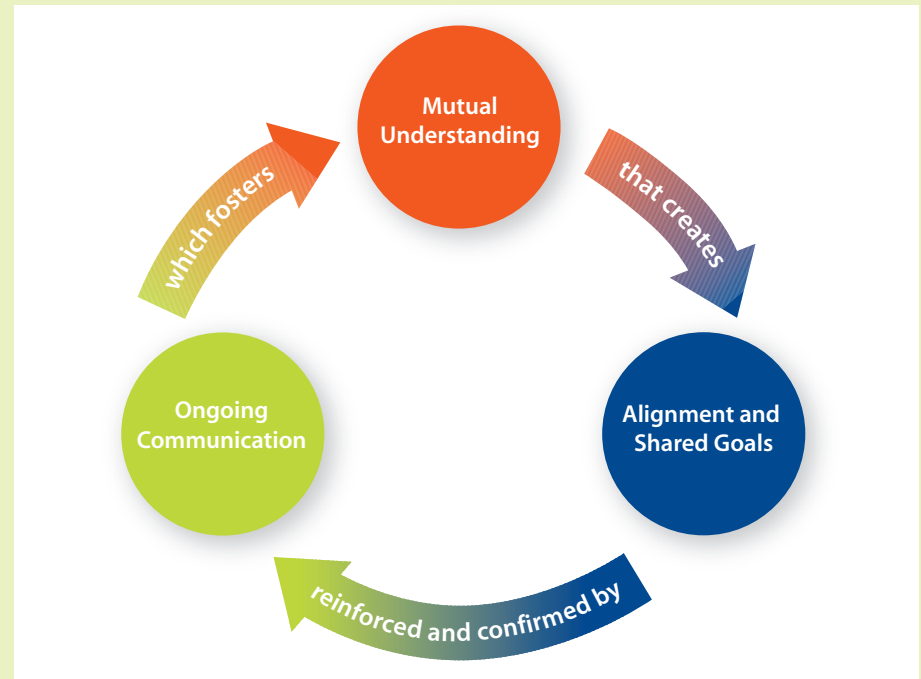 Mutual
Understanding
that creates
Alignment and
Shared Goals
reinforced and confirmed by
Ongoing
Communication
which fosters